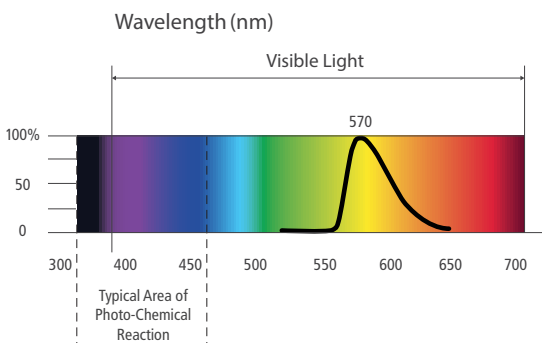 Wavelength (nm)
Visible Light
570
100%
50
0
300 400 450 500 550 600 650 700
Typical Area of
Photo-Chemical
Reaction